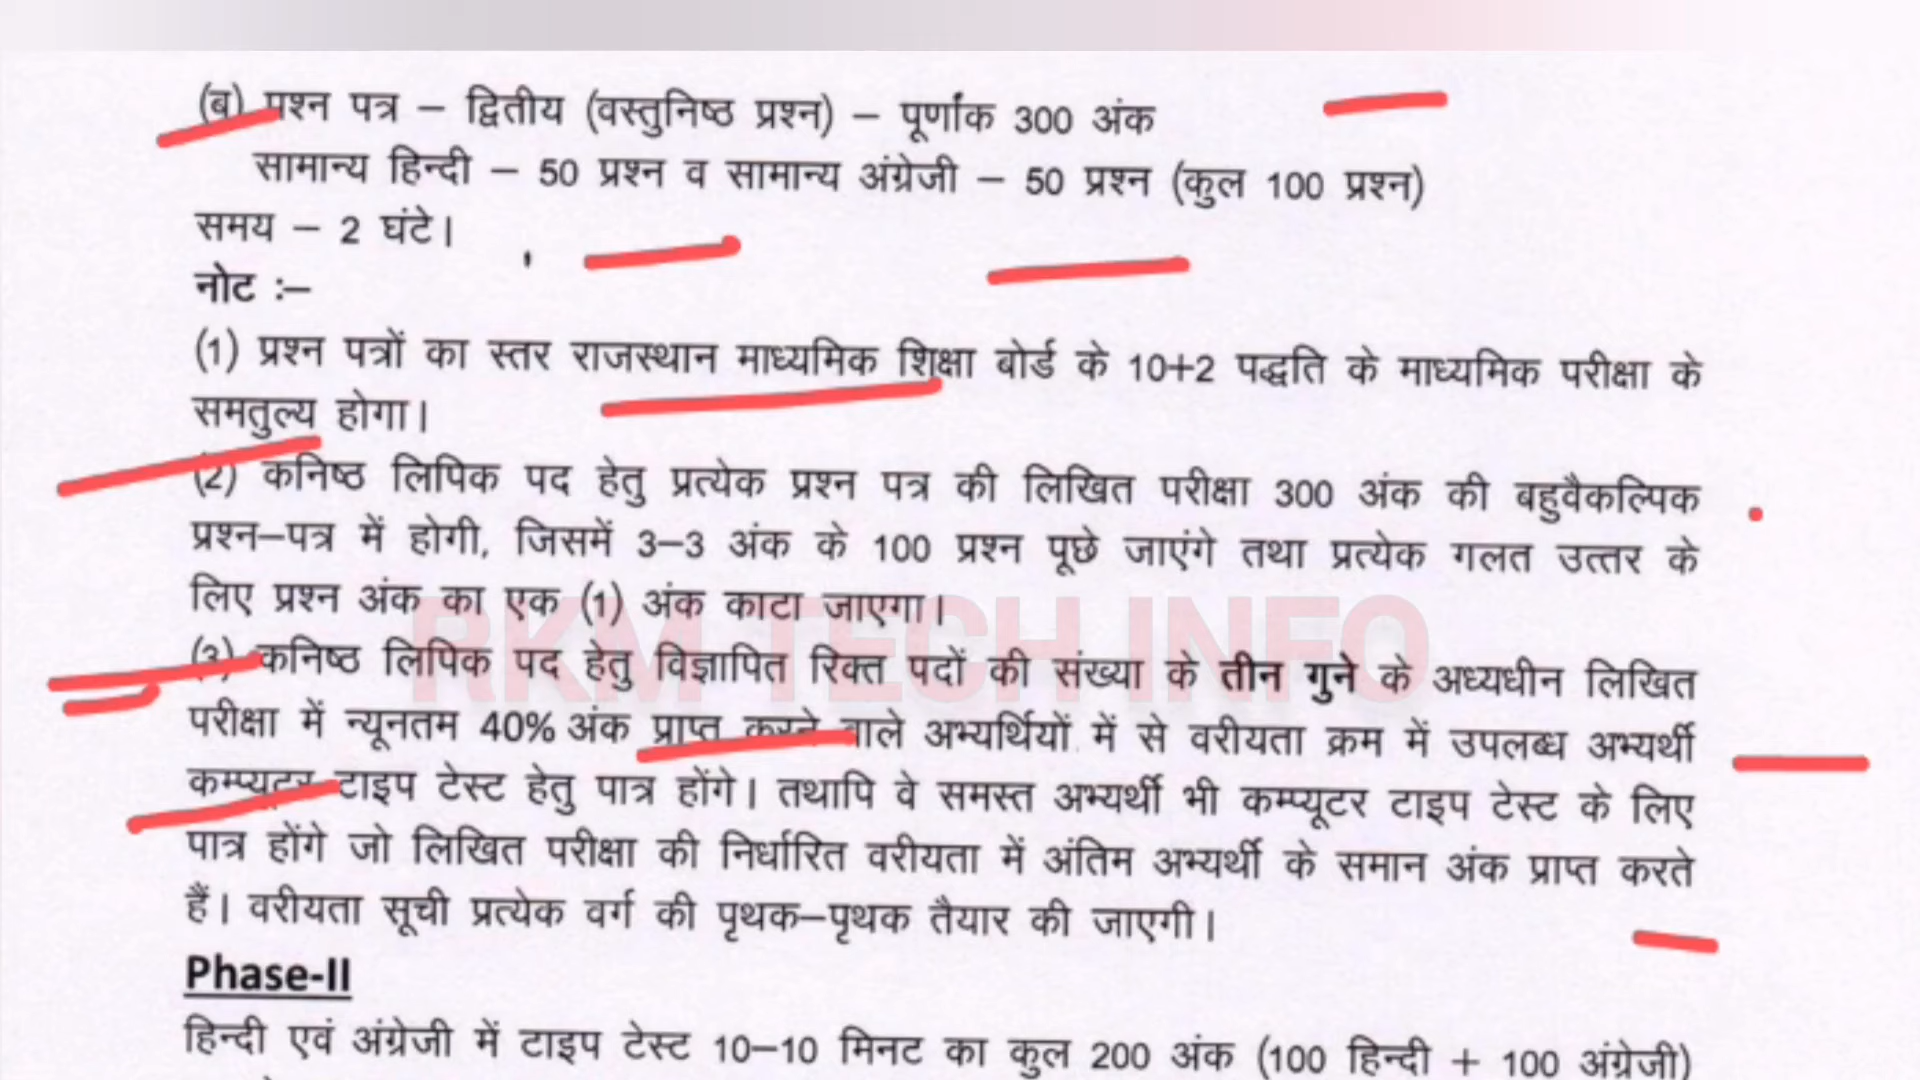 (ब) प्रश्न पत्र – द्वितीय (वस्तुनिष्ठ प्रश्न) – पूर्णांक 300 अंक
सामान्य हिन्दी – 50 प्रश्न व सामान्य अंग्रेजी – 50 प्रश्न (कुल 100 प्रश्न)
समय – 2 घंटे।
नोट :–
(1) प्रश्न पत्रों का स्तर राजस्थान माध्यमिक शिक्षा बोर्ड के 10+2 पद्धति के माध्यमिक परीक्षा के
समतुल्य होगा।
(2) कनिष्ठ लिपिक पद हेतु प्रत्येक प्रश्न पत्र की लिखित परीक्षा 300 अंक की बहुवैकल्पिक
प्रश्न–पत्र में होगी, जिसमें 3–3 अंक के 100 प्रश्न पूछे जाएंगे तथा प्रत्येक गलत उत्तर के
लिए प्रश्न अंक का एक (1) अंक काटा जाएगा।
RKM TECH INFO
(3) कनिष्ठ लिपिक पद हेतु विज्ञापित रिक्त पदों की संख्या के तीन गुने के अध्यधीन लिखित
परीक्षा में न्यूनतम 40% अंक प्राप्त करने वाले अभ्यर्थियों में से वरीयता क्रम में उपलब्ध अभ्यर्थी
कम्प्यूटर टाइप टेस्ट हेतु पात्र होंगे। तथापि वे समस्त अभ्यर्थी भी कम्प्यूटर टाइप टेस्ट के लिए
पात्र होंगे जो लिखित परीक्षा की निर्धारित वरीयता में अंतिम अभ्यर्थी के समान अंक प्राप्त करते
हैं। वरीयता सूची प्रत्येक वर्ग की पृथक–पृथक तैयार की जाएगी।
Phase-II
हिन्दी एवं अंग्रेजी में टाइप टेस्ट 10–10 मिनट का कुल 200 अंक (100 हिन्दी + 100 अंग्रेजी)